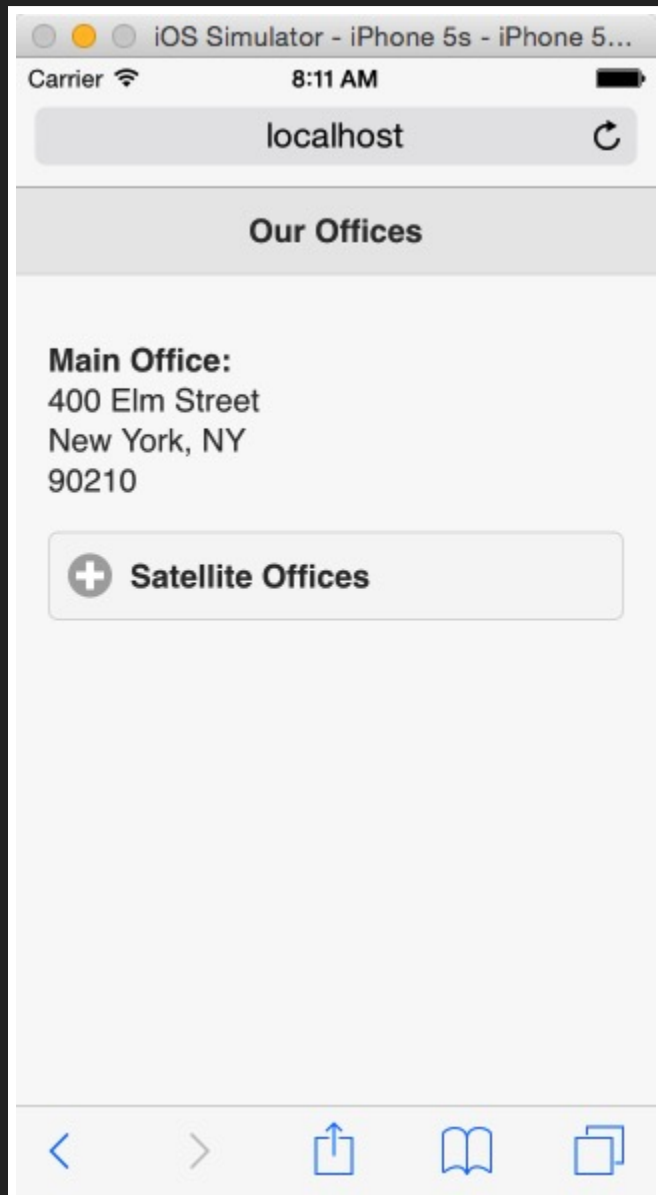 iOS Simulator - iPhone 5s - iPhone 5...
Carrier 8:11 AM
localhost
Our Offices
Main Office:
400 Elm Street
New York, NY
90210
Satellite Offices